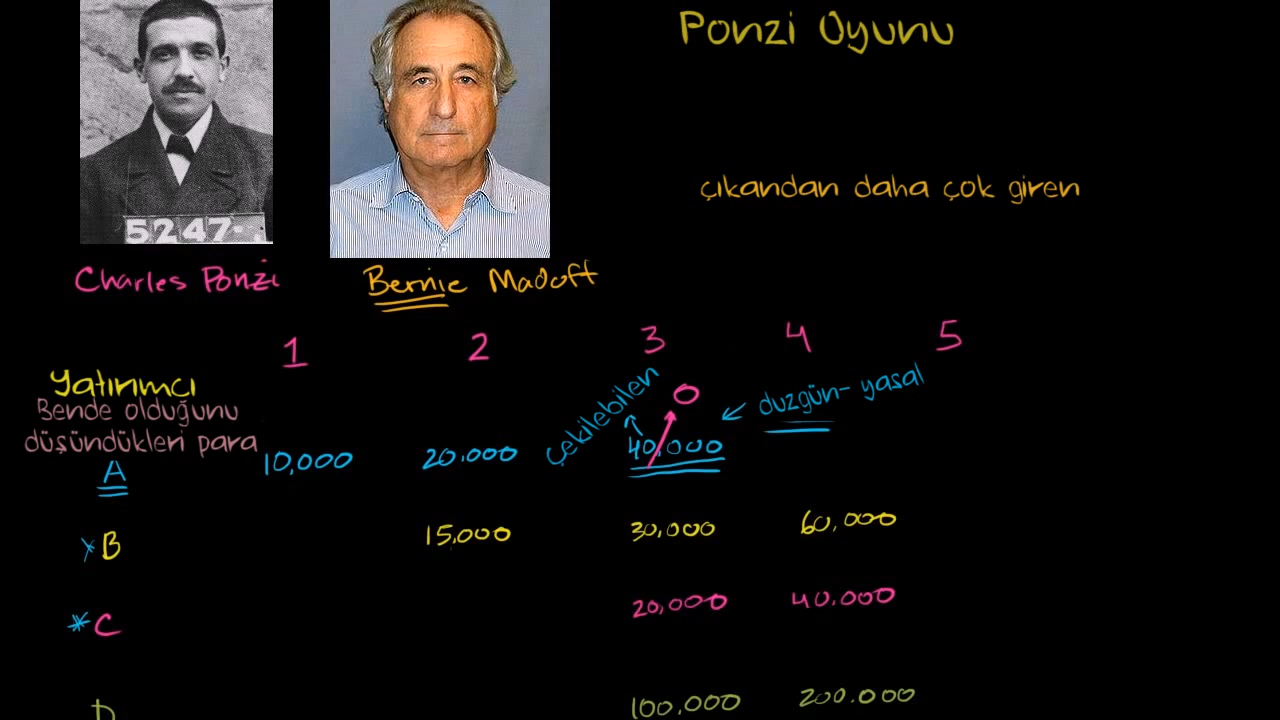 Ponzi Oyunu
5247-
çıkandan daha çok giren
Charles Ponzi
Bernie Madoff
1 2 3 4 5
Yatırımcı
Bende olduğunu
düşündükleri para
çekilebilen
0
duzgün- yasal
A 10,000 20.000 40,000
B 15,000 30,000 60,000
C 20,000 40.000
D 100,000 200.000